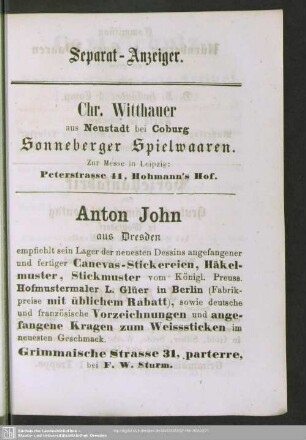 Separat-Anzeiger.
Chr. Witthauer
aus Neustadt bei Coburg
Sonneberger Spielwaaren.
Zur Messe in Leipzig:
Peterstrasse 41, Hohmann's Hof.
Anton John
aus Dresden
empfiehlt sein Lager der neuesten Dessins angefangener
und fertiger Canevas-Stickereien, Häkel-
muster, Stickmuster vom Königl. Preuss.
Hofmustermaler L. Glüer in Berlin (Fabrik-
preise mit üblichem Rabatt), sowie deutsche
und französische Vorzeichnungen und ange-
fangene Kragen zum Weisssticken im
neuesten Geschmack.
Grimmaische Strasse 31, parterre,
bei F. W. Sturm.